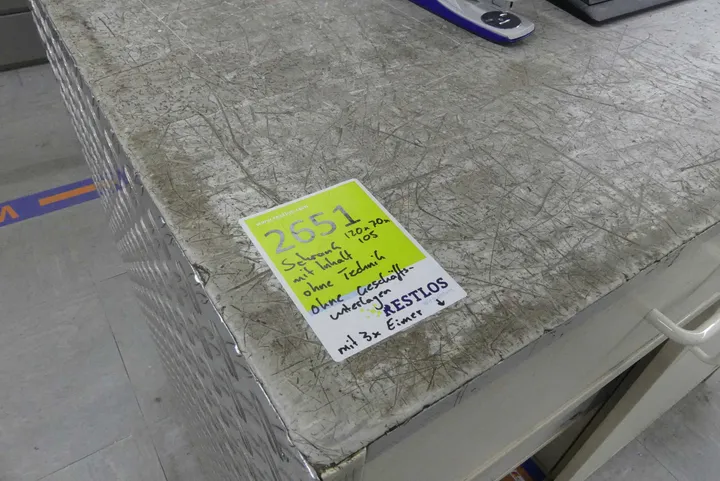 2651
Schrank 120x70x
mit Inhalt 105
ohne Technik
ohne Geschäfts-
unterlagen
RESTLOS
mit 3x Eimer ↓